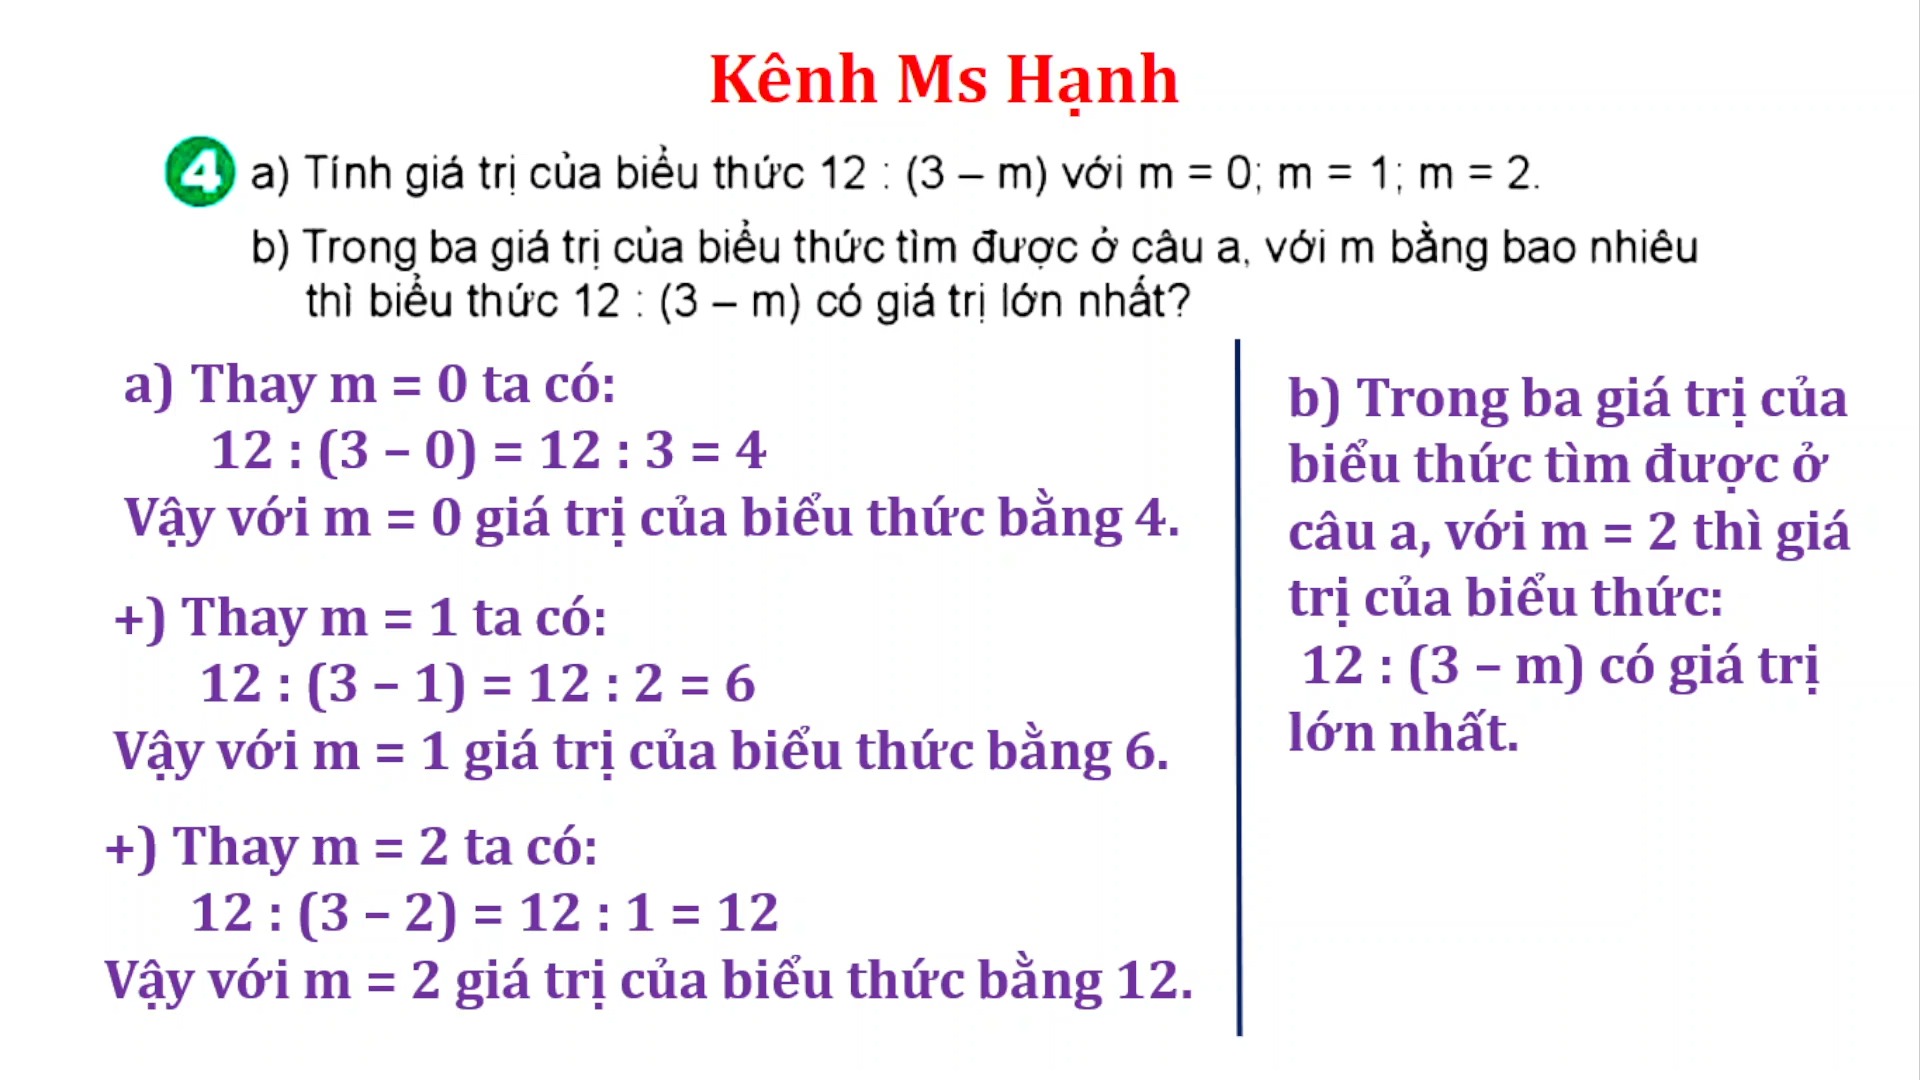 Kênh Ms Hạnh
4 a) Tính giá trị của biểu thức 12 : (3 – m) với m = 0; m = 1; m = 2.
b) Trong ba giá trị của biểu thức tìm được ở câu a, với m bằng bao nhiêu
thì biểu thức 12 : (3 – m) có giá trị lớn nhất?
a) Thay m = 0 ta có:
12 : (3 – 0) = 12 : 3 = 4
Vậy với m = 0 giá trị của biểu thức bằng 4.
+) Thay m = 1 ta có:
12 : (3 – 1) = 12 : 2 = 6
Vậy với m = 1 giá trị của biểu thức bằng 6.
+) Thay m = 2 ta có:
12 : (3 – 2) = 12 : 1 = 12
Vậy với m = 2 giá trị của biểu thức bằng 12.
b) Trong ba giá trị của
biểu thức tìm được ở
câu a, với m = 2 thì giá
trị của biểu thức:
12 : (3 – m) có giá trị
lớn nhất.